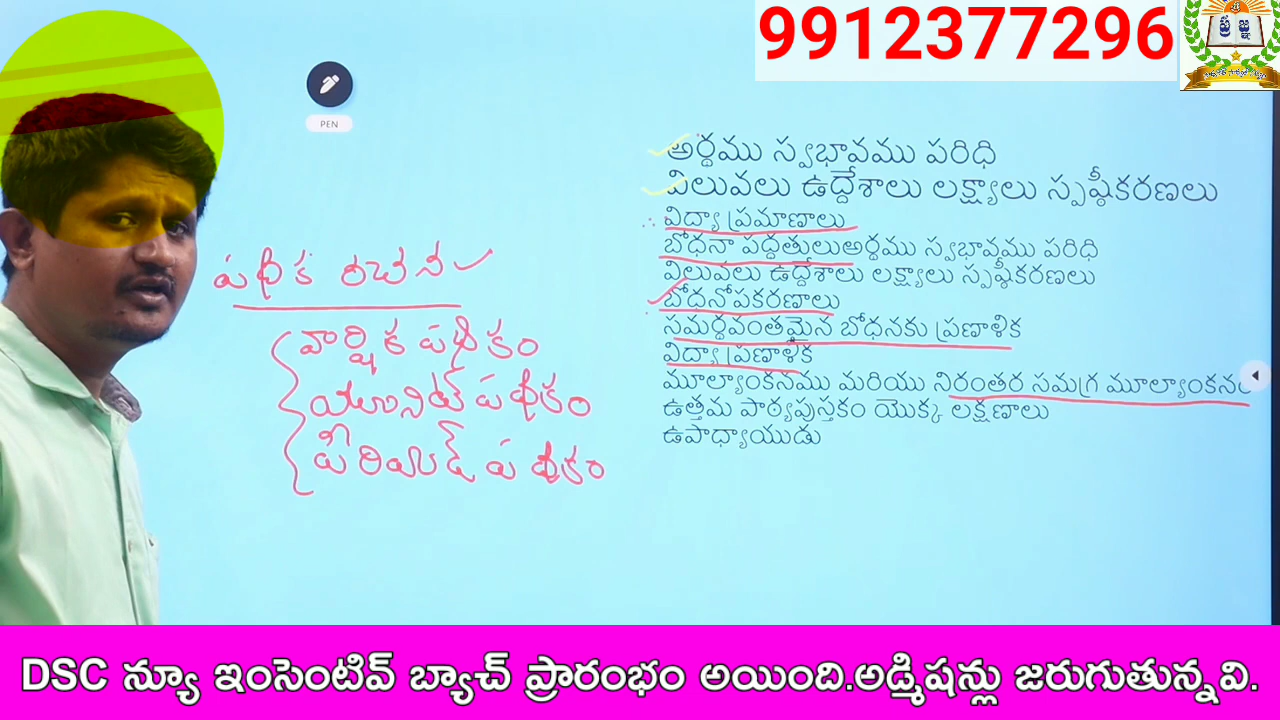 9912377296
ప్రజ్ఞ
PEN
అర్థము స్వభావము పరిధి
విలువలు ఉద్దేశాలు లక్ష్యాలు స్పష్టీకరణలు
విద్యా ప్రమాణాలు
బోధనా పద్ధతులుఅర్థము స్వభావము పరిధి
విలువలు ఉద్దేశాలు లక్ష్యాలు స్పష్టీకరణలు
బోధనోపకరణాలు
సమర్థవంతమైన బోధనకు ప్రణాళిక
విద్యా ప్రణాళిక
మూల్యాంకనము మరియు నిరంతర సమగ్ర మూల్యాంకనం
ఉత్తమ పాఠ్యపుస్తకం యొక్క లక్షణాలు
ఉపాధ్యాయుడు
పథక రచన
వార్షిక పథకం
యూనిట్ పథకం
పీరియడ్ పథకం
DSC న్యూ ఇంసెంటివ్ బ్యాచ్ ప్రారంభం అయింది.అడ్మిషన్లు జరుగుతున్నవి.